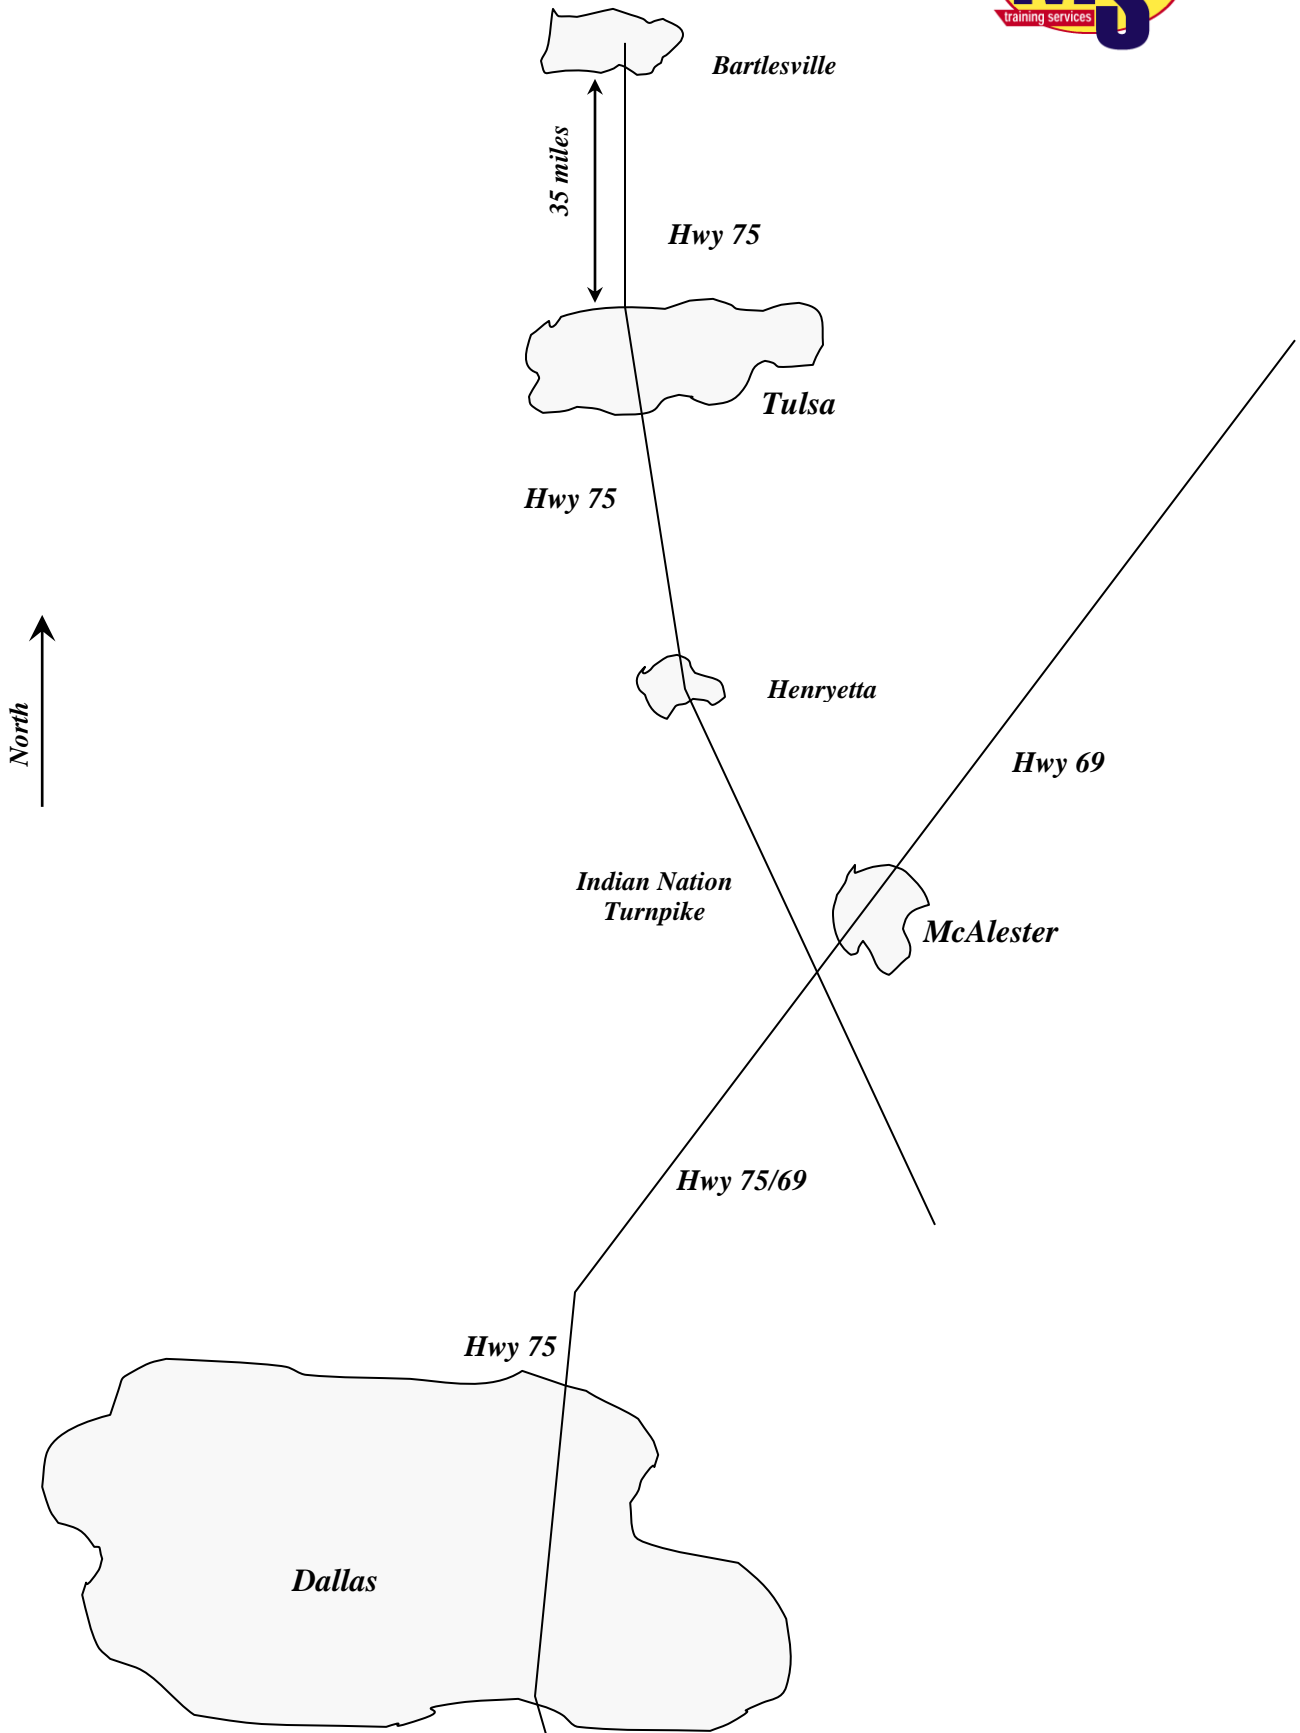 training services
Bartlesville
35 miles
Hwy 75
Tulsa
Hwy 75
Henryetta
North
Hwy 69
Indian Nation
Turnpike
McAlester
Hwy 75/69
Hwy 75
Dallas